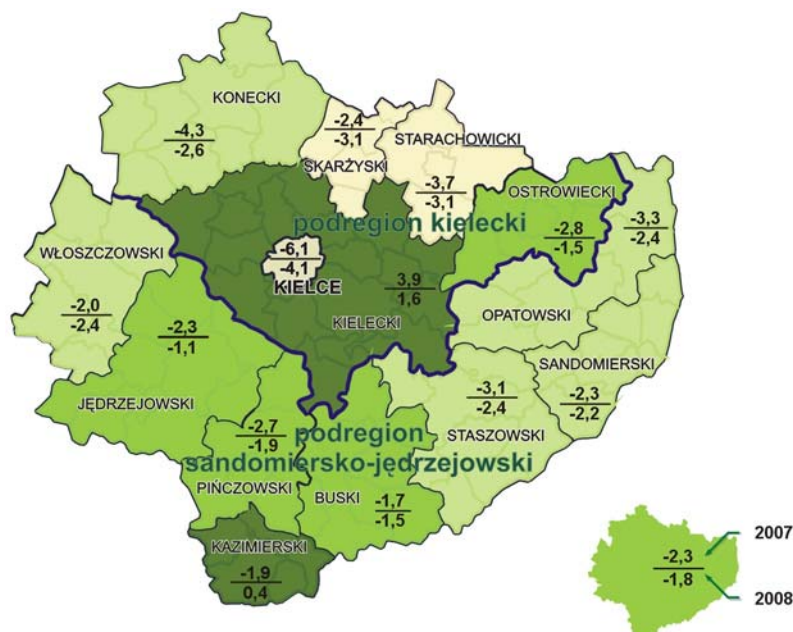 KONECKI
-4,3
-2,6
-2,4
-3,1
SKARŻYSKI
STARACHOWICKI
-3,7
-3,1
OSTROWIECKI
-2,8
-1,5
-3,3
-2,4
podregion kielecki
WŁOSZCZOWSKI
-2,0
-2,4
-6,1
-4,1
KIELCE
3,9
1,6
KIELECKI
OPATOWSKI
SANDOMIERSKI
-2,3
-2,2
-2,3
-1,1
JĘDRZEJOWSKI
-3,1
-2,4
STASZOWSKI
-2,7
-1,9
podregion
sandomiersko-jędrzejowski
PIŃCZOWSKI
BUSKI
-1,7
-1,5
KAZIMIERSKI
-1,9
0,4
2007
-2,3
-1,8
2008